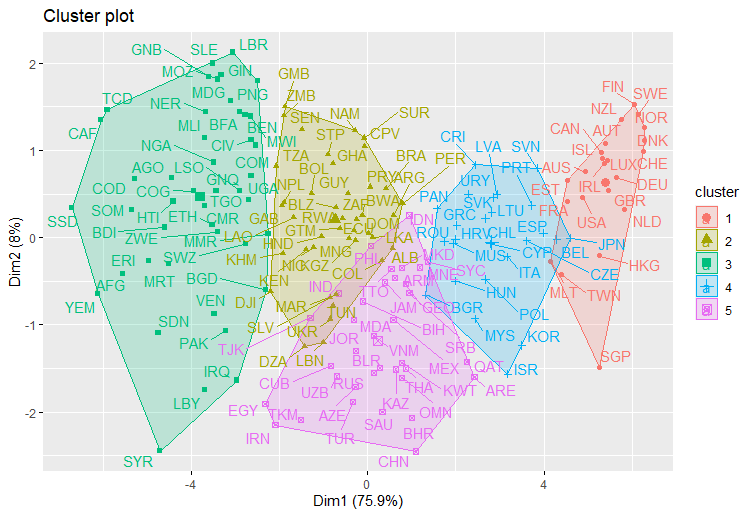 Cluster plot
LBR
SLE
GNB
FIN
SWE
MOZ
GIN
GMB
MDG
PNG
ZMB
NZL
TCD
NER
SEN
NAM
SUR
CAN
AUT
NOR
CAF
MLI
BFA
BEN
STP
CPV
CRI
LVA
SVN
ISL
DNK
NGA
CIV
MWI
TZA
GHA
BRA
PER
LUX
CHE
AGO
LSO
COM
BOL
PRT
AUS
COD
GNQ
UGA
NPL
GUY
ARG
URY
EST
IRL
DEU
COG
TGO
BLZ
ZAF
BWA
PAN
SVK
LTU
GBR
SSD
SOM
HTI
ETH
CMR
GAB
RWA
IDN
GRC
FRA
USA
NLD
BDI
ZWE
MMR
LAO
GTM
ECU
DOM
ROU
HRV
CHL
ESP
JPN
ERI
SWZ
KHM
HND
MNG
LKA
MKD
MUS
CYP
BEL
HKG
AFG
MRT
BGD
KEN
NIC
KGZ
COL
PHI
ALB
MNE
SYC
ITA
CZE
YEM
VEN
DJI
MAR
IND
TTO
ARM
HUN
MLT
TWN
SDN
SLV
TUN
JAM
GEO
BGR
POL
PAK
TJK
UKR
MDA
BIH
MYS
KOR
SGP
IRQ
DZA
LBN
JOR
BLR
VNM
SRB
MEX
QAT
ISR
LBY
CUB
UZB
RUS
THA
KWT
ARE
EGY
TKM
AZE
KAZ
OMN
SYR
IRN
TUR
SAU
BHR
CHN
2
1
0
-1
-2
-4
-2
0
2
4
Dim1 (75.9%)
Dim2 (8%)
cluster
1
2
3
4
5